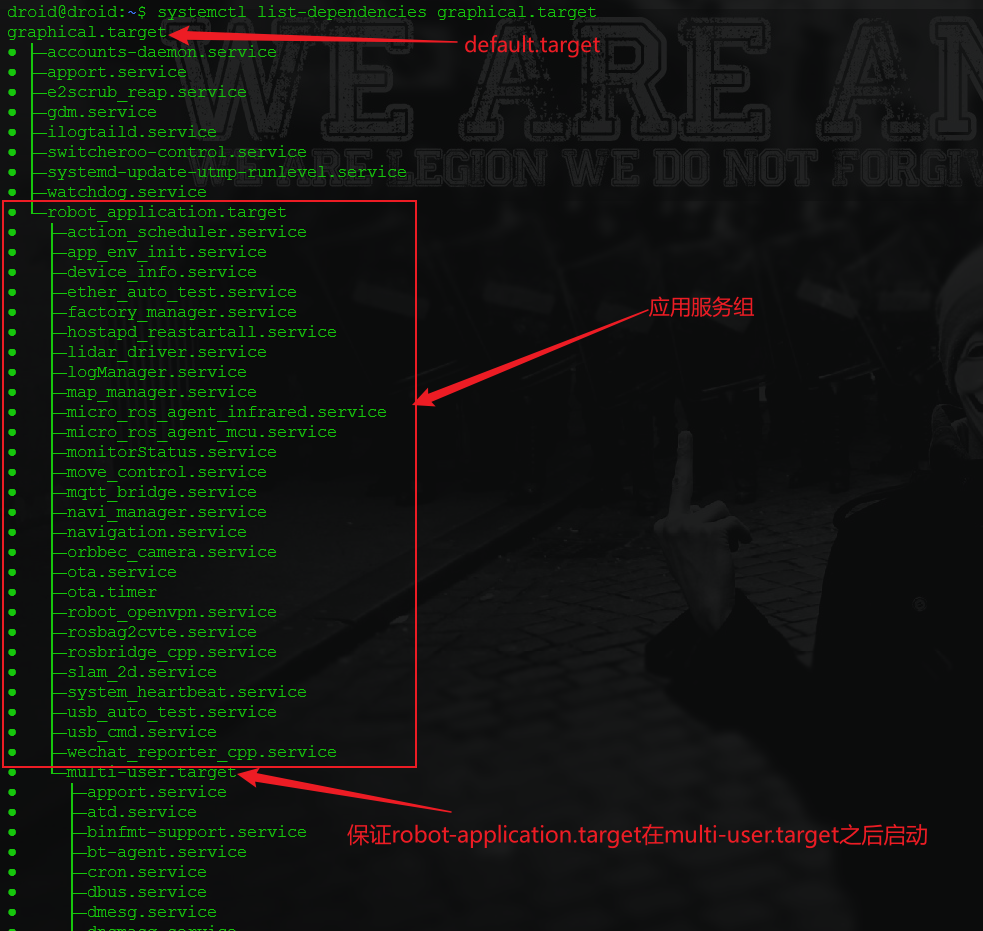 droid@droid:~$ systemctl list-dependencies graphical.target
graphical.target
default.target
● ├─accounts-daemon.service
● ├─apport.service
● ├─e2scrub_reap.service
● ├─gdm.service
● ├─ilogtaild.service
● ├─switcheroo-control.service
● ├─systemd-update-utmp-runlevel.service
● ├─watchdog.service
● └─robot_application.target
●   ├─action_scheduler.service
●   ├─app_env_init.service
●   ├─device_info.service
●   ├─ether_auto_test.service
●   ├─factory_manager.service
应用服务组
●   ├─hostapd_reastartall.service
●   ├─lidar_driver.service
●   ├─logManager.service
●   ├─map_manager.service
●   ├─micro_ros_agent_infrared.service
●   ├─micro_ros_agent_mcu.service
●   ├─monitorStatus.service
●   ├─move_control.service
●   ├─mqtt_bridge.service
●   ├─navi_manager.service
●   ├─navigation.service
●   ├─orbbec_camera.service
●   ├─ota.service
●   ├─ota.timer
●   ├─robot_openvpn.service
●   ├─rosbag2cvte.service
●   ├─rosbridge_cpp.service
●   ├─slam_2d.service
●   ├─system_heartbeat.service
●   ├─usb_auto_test.service
●   ├─usb_cmd.service
●   ├─wechat_reporter_cpp.service
●   └─multi-user.target
●     ├─apport.service
●     ├─atd.service
●     ├─binfmt-support.service
保证robot-application.target在multi-user.target之后启动
●     ├─bt-agent.service
●     ├─cron.service
●     ├─dbus.service
●     ├─dmesg.service
WE ARE AN
WE ARE LEGION WE DO NOT FORGIV